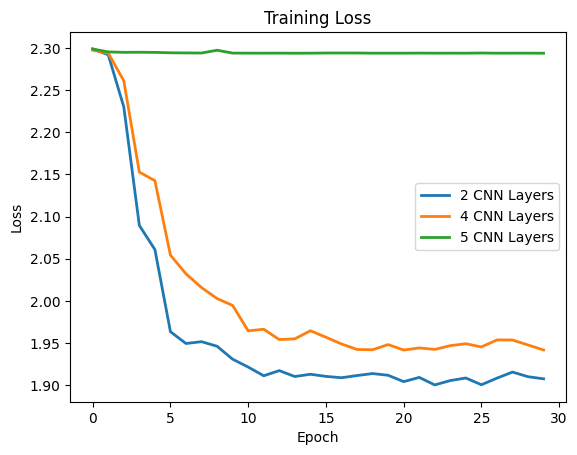 Training Loss
Loss
2.30
2.25
2.20
2.15
2.10
2.05
2.00
1.95
1.90
2 CNN Layers
4 CNN Layers
5 CNN Layers
0 5 10 15 20 25 30
Epoch